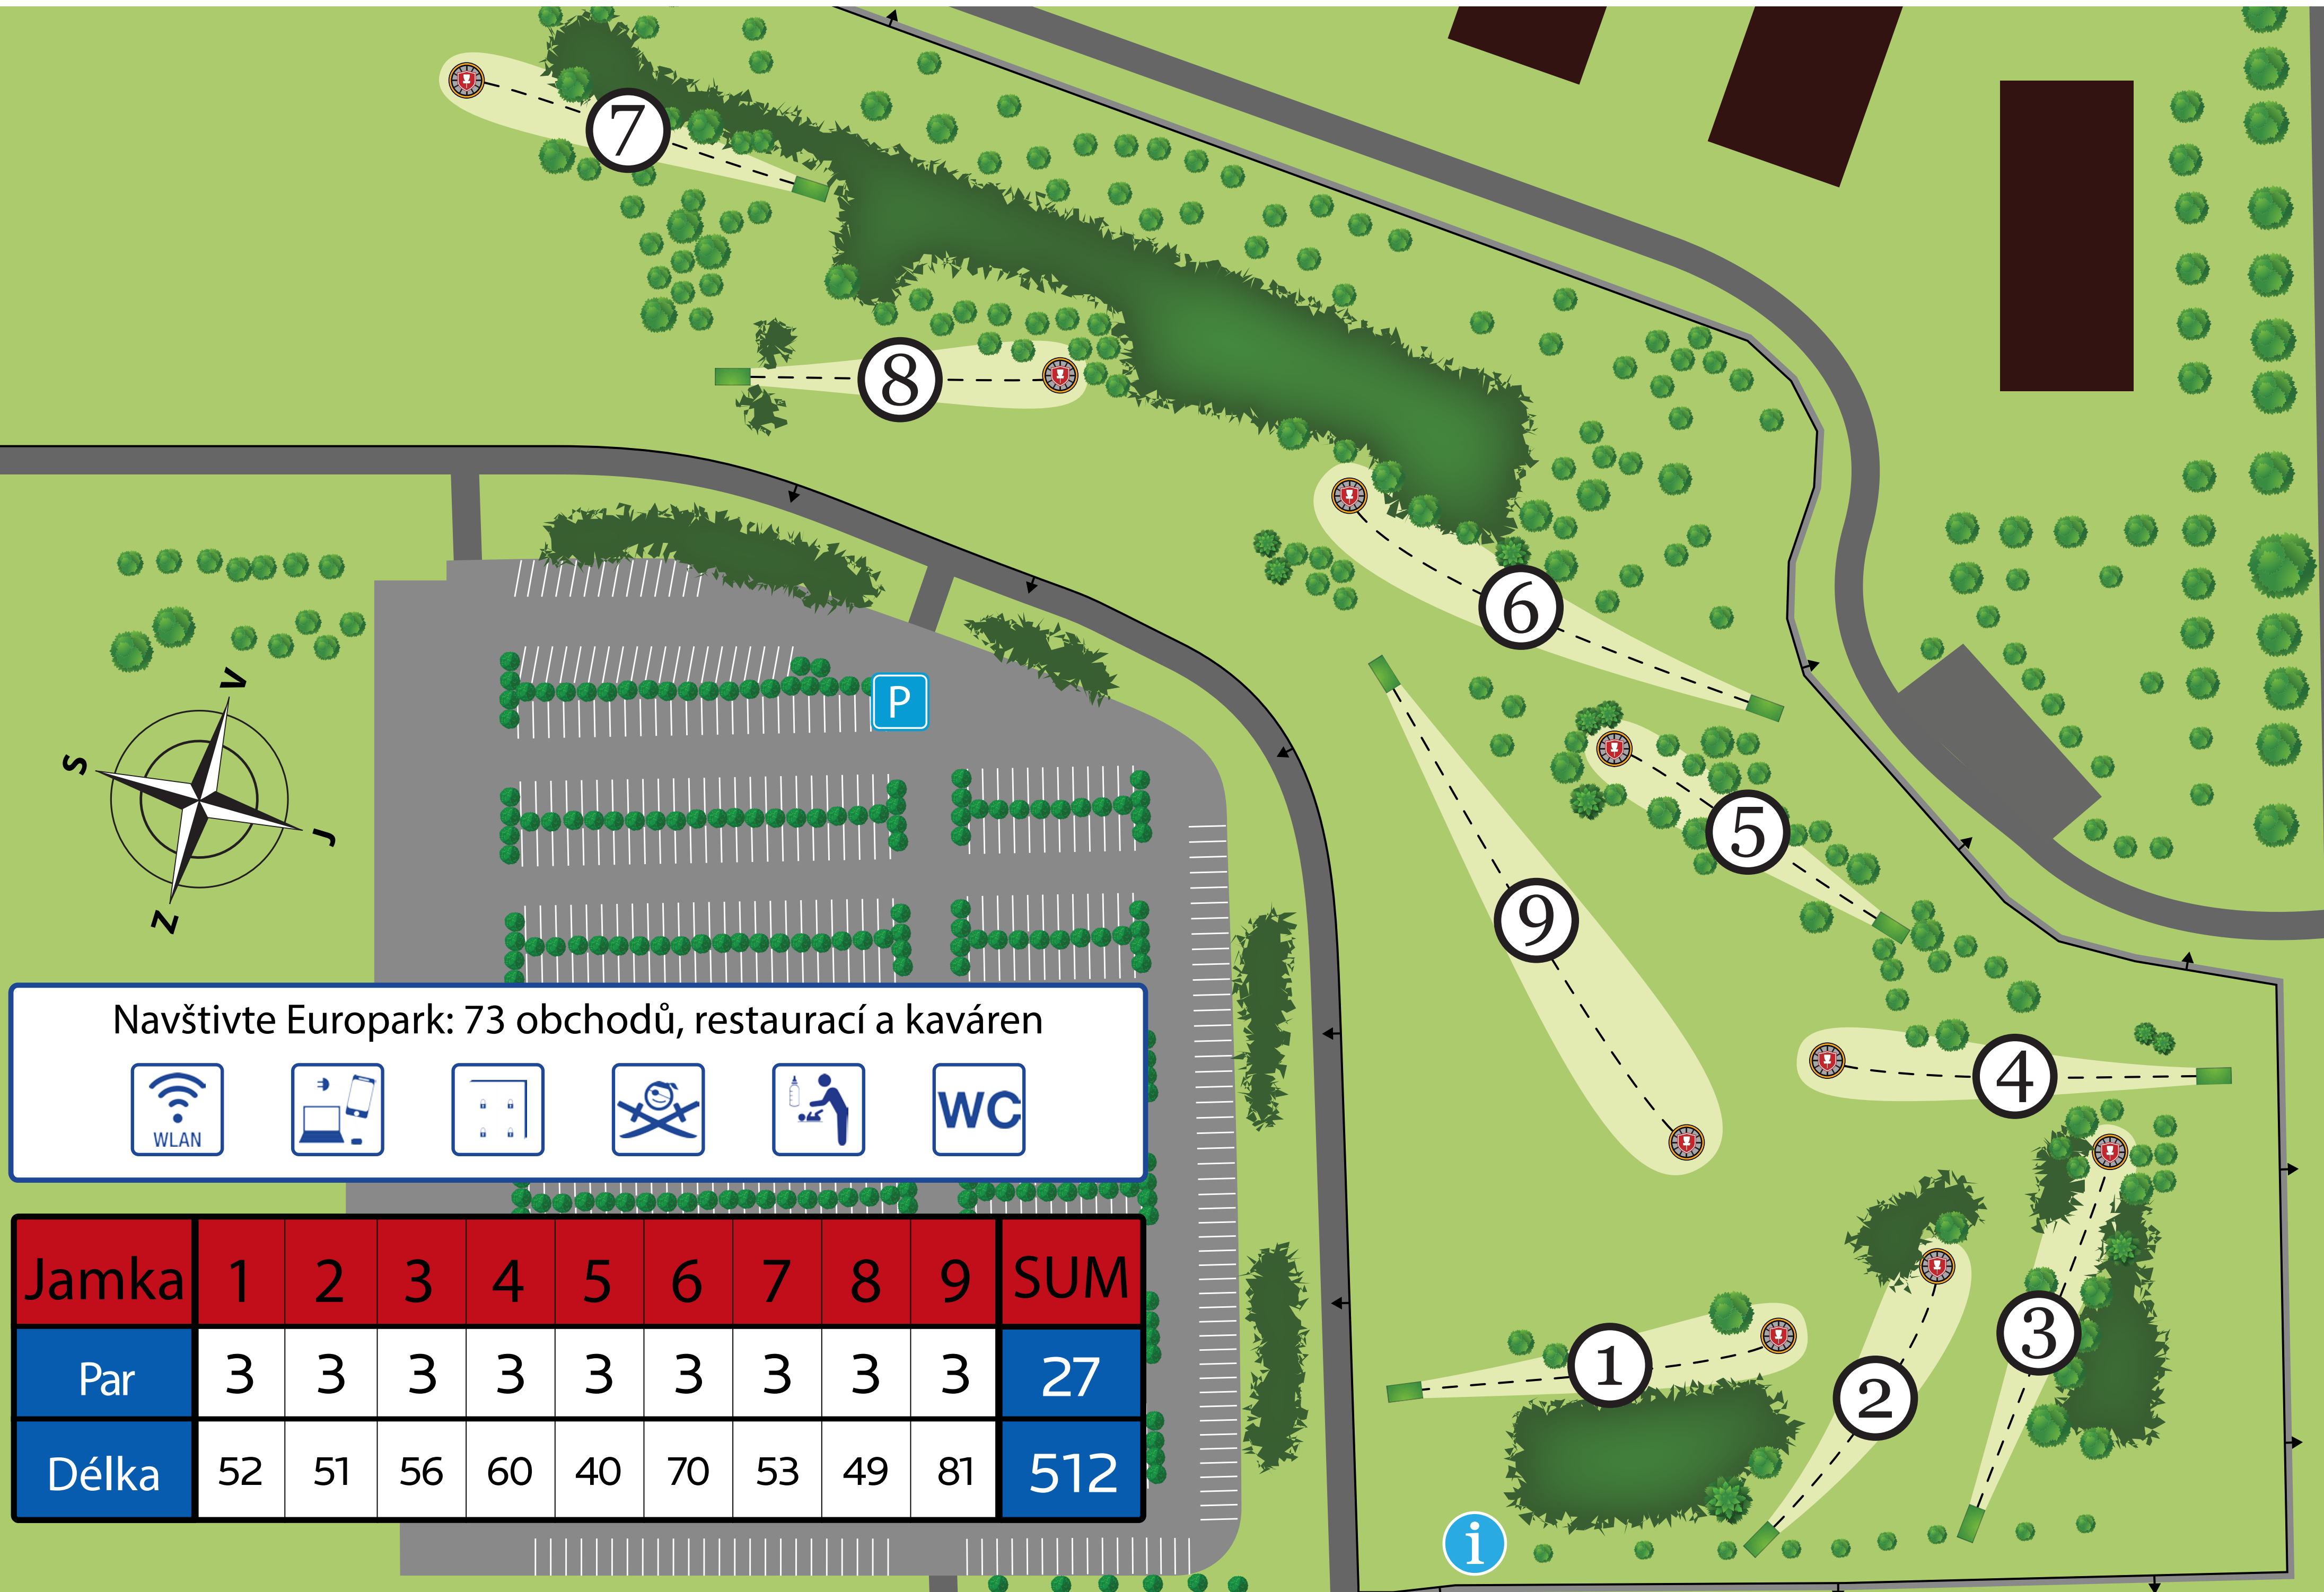 7
8
6
P
V
S
J
Z
5
9
4
Navštivte Europark: 73 obchodů, restaurací a kaváren
WLAN
WC
Jamka 1 2 3 4 5 6 7 8 9 SUM
Par 3 3 3 3 3 3 3 3 3 27
Délka 52 51 56 60 40 70 53 49 81 512
1
2
3
i